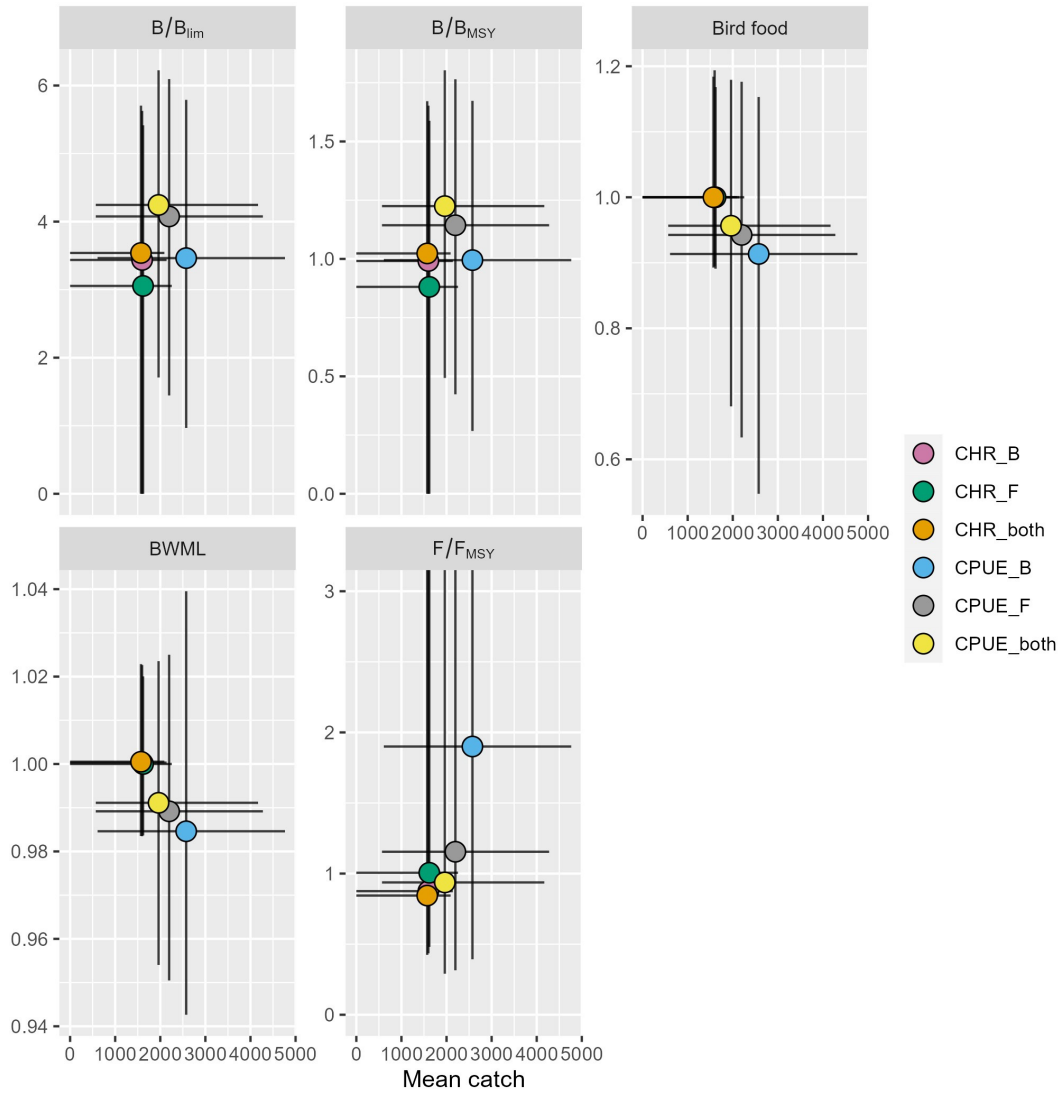 B/Blim
B/BMSY
Bird food
6
4
2
0
1.5
1.0
0.5
0.0
1.2
1.0
0.8
0.6
0 1000 2000 3000 4000 5000
CHR_B
CHR_F
CHR_both
CPUE_B
CPUE_F
CPUE_both
BWML
F/FMSY
1.04
1.02
1.00
0.98
0.96
0.94
3
2
1
0
0 1000 2000 3000 4000 5000
0 1000 2000 3000 4000 5000
Mean catch